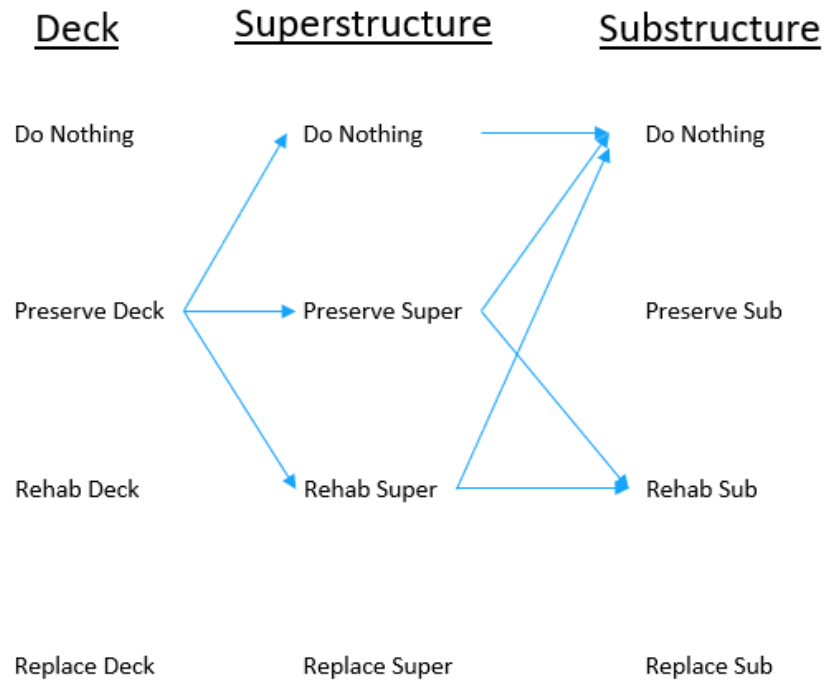 Deck Superstructure Substructure
Do Nothing Do Nothing Do Nothing
Preserve Deck Preserve Super Preserve Sub
Rehab Deck Rehab Super Rehab Sub
Replace Deck Replace Super Replace Sub